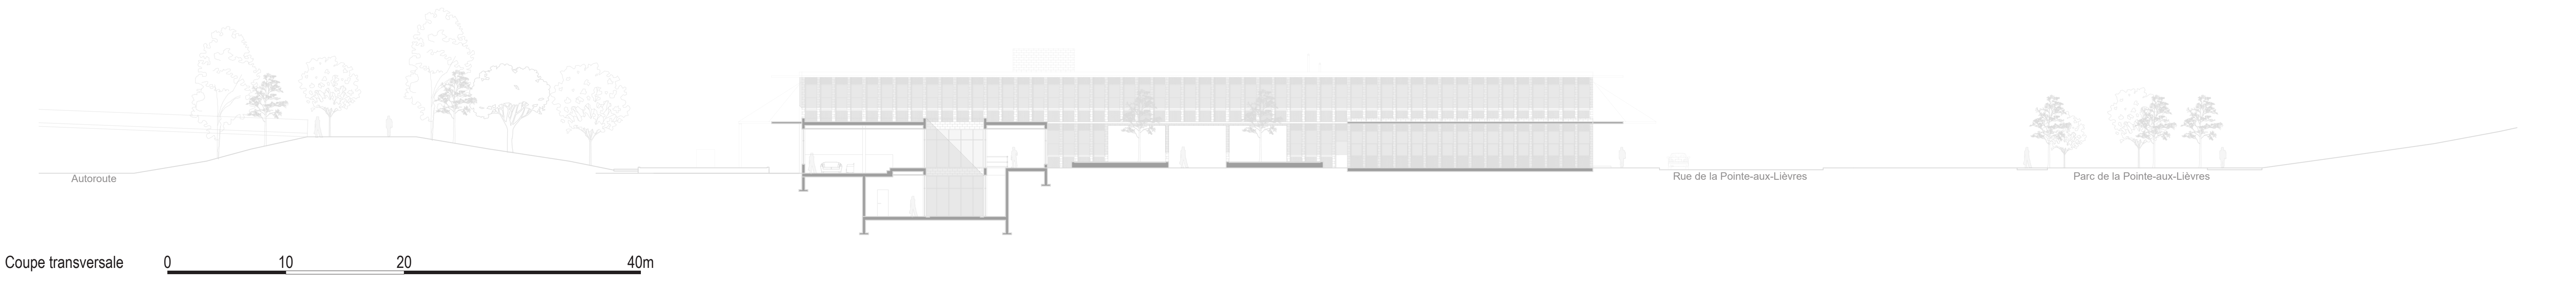 Autoroute
Rue de la Pointe-aux-Lièvres
Parc de la Pointe-aux-Lièvres
Coupe transversale 0 10 20 40m